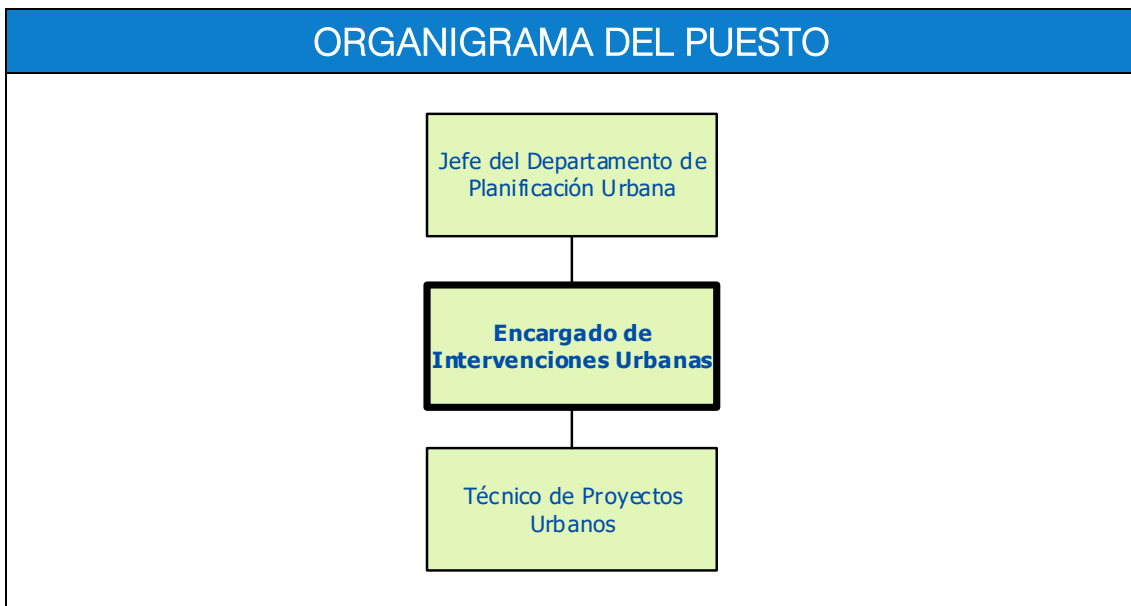 ORGANIGRAMA DEL PUESTO
Jefe del Departamento de
Planificación Urbana
Encargado de
Intervenciones Urbanas
Técnico de Proyectos
Urbanos